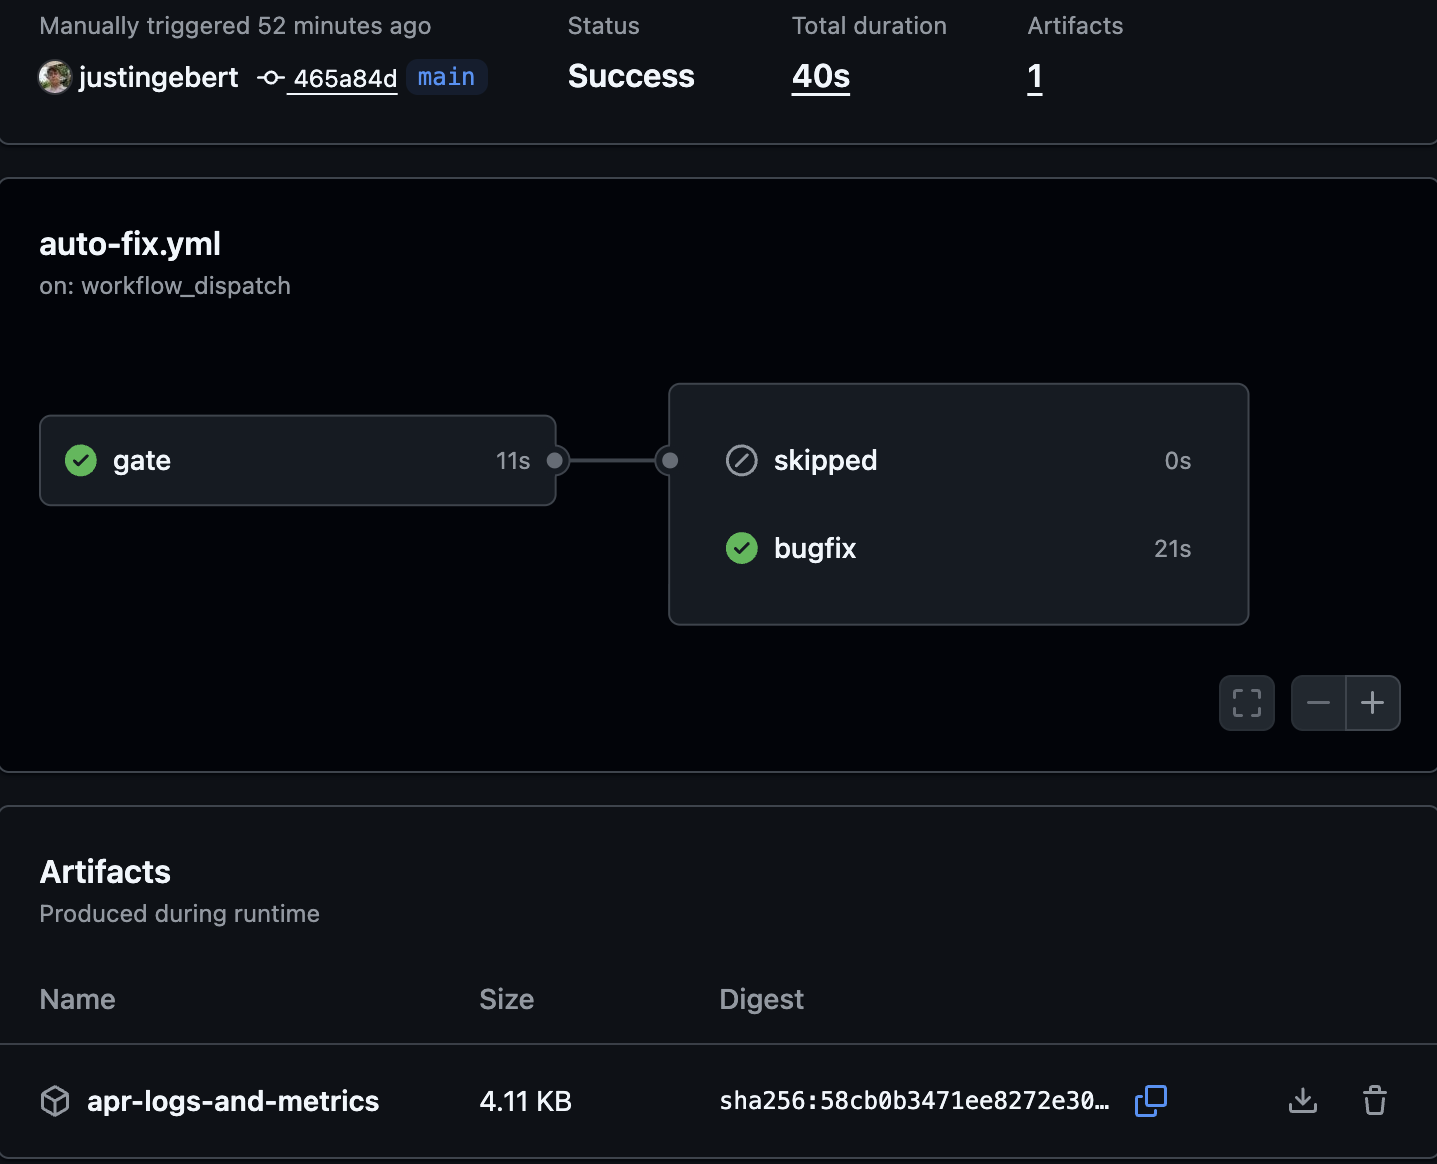 Manually triggered 52 minutes ago
Status
Total duration
Artifacts
justingebert
465a84d
main
Success
40s
1
auto-fix.yml
on: workflow_dispatch
gate
11s
skipped
0s
bugfix
21s
Artifacts
Produced during runtime
Name
Size
Digest
apr-logs-and-metrics
4.11 KB
sha256:58cb0b3471ee8272e30…